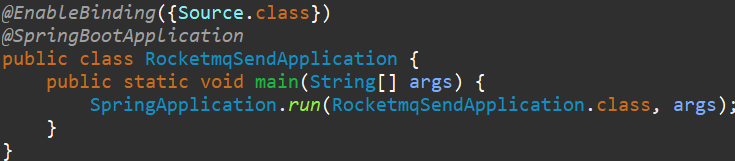 @EnableBinding({Source.class})
@SpringBootApplication
public class RocketmqSendApplication {
    public static void main(String[] args) {
        SpringApplication.run(RocketmqSendApplication.class, args);
    }
}